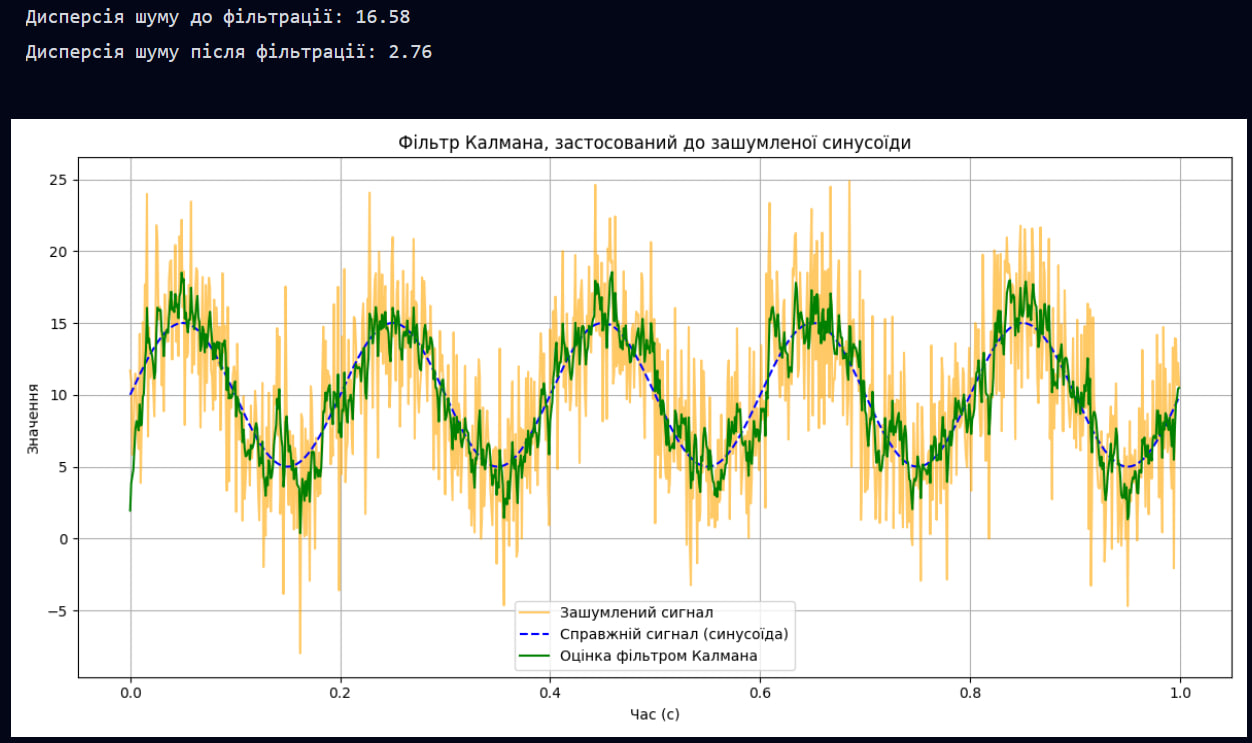 Дисперсія шуму до фільтрації: 16.58
Дисперсія шуму після фільтрації: 2.76
Фільтр Калмана, застосований до зашумленої синусоїди
25
20
15
10
5
0
−5
Значення
Зашумлений сигнал
Справжній сигнал (синусоїда)
Оцінка фільтром Калмана
0.0 0.2 0.4 0.6 0.8 1.0
Час (с)